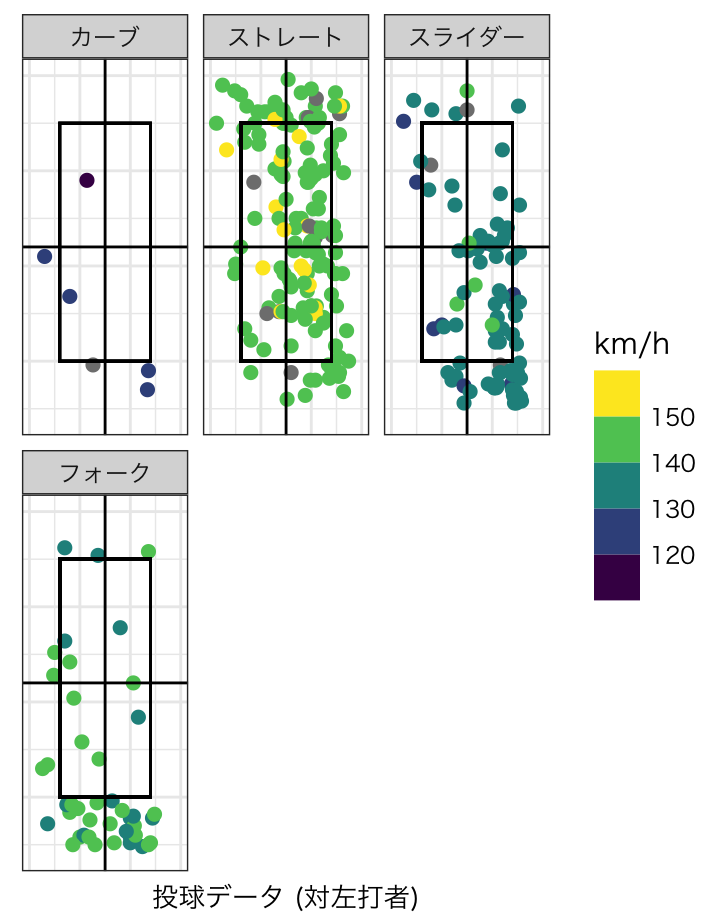 カーブ
ストレート
スライダー
フォーク
km/h
150
140
130
120
投球データ (対左打者)